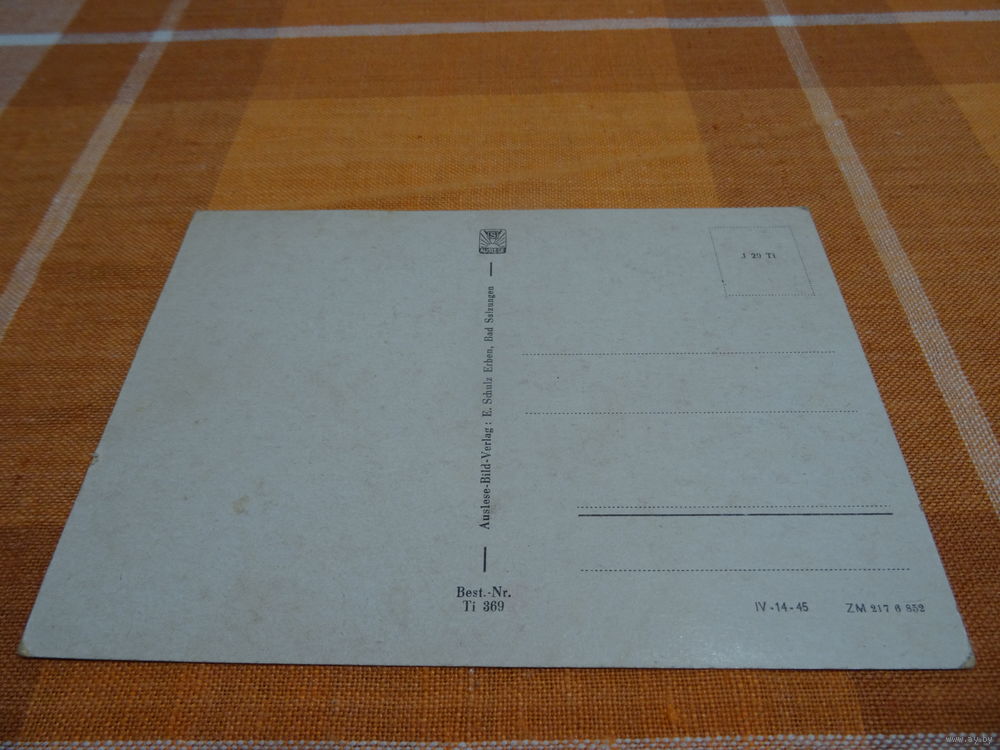 AUSLESE
J 29 Ti
Auslese-Bild-Verlag: E. Schulz Erben, Bad Salzungen
Best.-Nr.
Ti 369
IV-14-45 ZM 217 6 852
www.ay.by